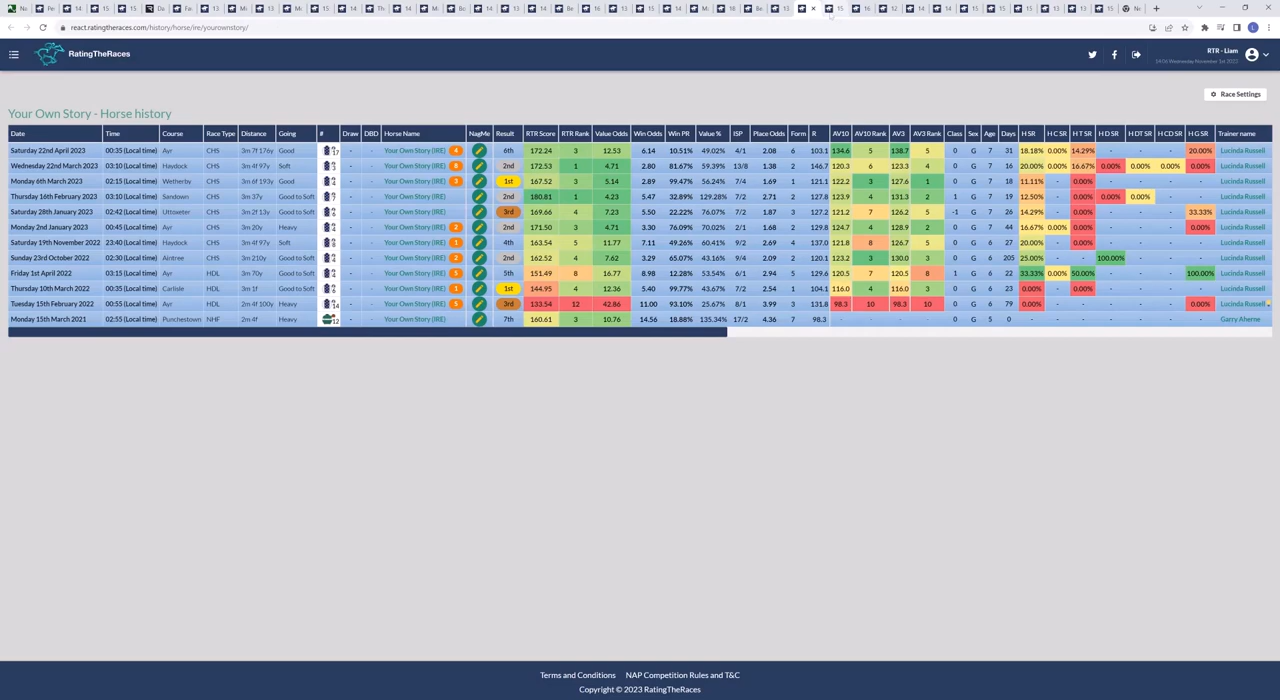 react.ratingtheraces.com/history/horse/ire/yourownstory/
RatingTheRaces
RTR - Liam
14:06 Wednesday November 1st 2023
Race Settings
Your Own Story - Horse history
Date Time Course Race Type Distance Going # Draw DBD Horse Name NagMe Result RTR Score RTR Rank Value Odds Win Odds Win PR Value % ISP Place Odds Form R AV10 AV10 Rank AV3 AV3 Rank Class Sex Age Days H SR H C SR H T SR H D SR H DT SR H CD SR H G SR Trainer name
Saturday 22nd April 2023 00:35 (Local time) Ayr CHS 3m 7f 176y Good 17 - - Your Own Story (IRE) 4 6th 172.24 3 12.53 6.14 10.51% 49.02% 4/1 2.08 6 103.1 134.6 5 138.7 5 0 G 7 31 18.18% 0.00% 14.29% - - - 20.00% Lucinda Russell
Wednesday 22nd March 2023 03:10 (Local time) Haydock CHS 3m 4f 97y Soft - - Your Own Story (IRE) 8 2nd 172.53 1 4.71 2.80 81.67% 59.39% 13/8 1.38 2 146.7 120.3 6 123.3 4 0 G 7 16 20.00% 0.00% 16.67% 0.00% 0.00% 0.00% 0.00% Lucinda Russell
Monday 6th March 2023 02:15 (Local time) Wetherby CHS 3m 6f 193y Good - - Your Own Story (IRE) 3 1st 167.52 3 5.14 2.89 99.47% 56.24% 7/4 1.69 1 121.1 122.2 3 127.6 1 0 G 7 18 11.11% - 0.00% - - - - Lucinda Russell
Thursday 16th February 2023 03:10 (Local time) Sandown CHS 3m 37y Good to Soft - - Your Own Story (IRE) 2nd 180.81 1 4.23 5.47 32.89% 129.28% 7/2 2.71 2 127.8 123.9 4 131.3 2 1 G 7 19 12.50% - 0.00% 0.00% 0.00% - - Lucinda Russell
Saturday 28th January 2023 02:42 (Local time) Uttoxeter CHS 3m 2f 13y Good to Soft - - Your Own Story (IRE) 3rd 169.66 4 7.23 5.50 22.22% 76.07% 7/2 1.87 3 127.2 121.2 7 126.2 5 -1 G 7 26 14.29% - 0.00% - - - 33.33% Lucinda Russell
Monday 2nd January 2023 00:45 (Local time) Ayr CHS 3m 20y Heavy - - Your Own Story (IRE) 2 2nd 171.50 3 4.71 3.30 76.09% 70.02% 2/1 1.68 2 129.8 124.7 4 128.9 2 0 G 7 44 16.67% 0.00% 0.00% - - - 0.00% Lucinda Russell
Saturday 19th November 2022 23:40 (Local time) Haydock CHS 3m 4f 97y Soft - - Your Own Story (IRE) 1 4th 163.54 5 11.77 7.11 49.26% 60.41% 9/2 2.69 4 137.0 121.8 8 126.7 5 0 G 6 27 20.00% - 0.00% - - - - Lucinda Russell
Sunday 23rd October 2022 02:30 (Local time) Aintree CHS 3m 210y Good to Soft - - Your Own Story (IRE) 2 2nd 162.52 4 7.62 3.29 65.07% 43.16% 9/4 2.09 2 120.1 123.2 3 130.0 3 0 G 6 205 25.00% - - 100.00% - - - Lucinda Russell
Friday 1st April 2022 03:15 (Local time) Ayr HDL 3m 70y Good to Soft - - Your Own Story (IRE) 5 5th 151.49 8 16.77 8.98 12.28% 53.54% 6/1 2.94 5 129.6 120.5 7 120.5 8 1 G 6 22 33.33% 0.00% 50.00% - - - 100.00% Lucinda Russell
Thursday 10th March 2022 00:35 (Local time) Carlisle HDL 3m 1f Good to Soft - - Your Own Story (IRE) 1 1st 144.95 4 12.36 5.40 99.77% 43.67% 9/2 2.54 1 104.1 116.0 4 116.0 3 0 G 6 23 0.00% - 0.00% - - - - Lucinda Russell
Tuesday 15th February 2022 00:55 (Local time) Ayr HDL 2m 4f 100y Heavy 14 - - Your Own Story (IRE) 5 3rd 133.54 12 42.86 11.00 93.10% 25.67% 8/1 3.99 3 131.8 98.3 10 98.3 10 0 G 6 79 0.00% - - - - - 0.00% Lucinda Russell
Monday 15th March 2021 02:55 (Local time) Punchestown NHF 2m 4f Heavy 12 - - Your Own Story (IRE) 7th 160.61 3 10.76 14.56 18.88% 135.34% 17/2 4.36 7 98.3 - - - - 0 G 5 0 - - - - - - - Garry Aherne
Terms and Conditions NAP Competition Rules and T&C
Copyright © 2023 RatingTheRaces